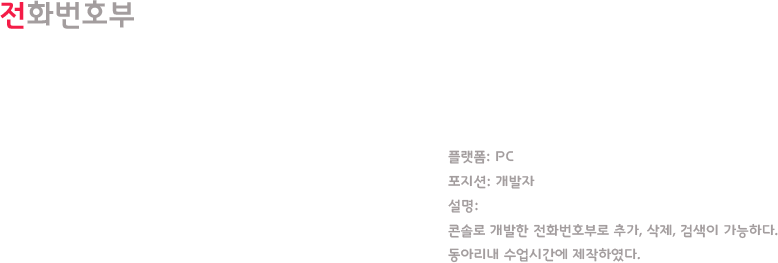 전화번호부
플랫폼: PC
포지션: 개발자
설명:
콘솔로 개발한 전화번호부로 추가, 삭제, 검색이 가능하다.
동아리내 수업시간에 제작하였다.